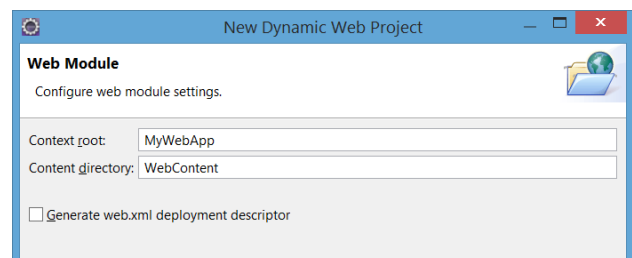 New Dynamic Web Project
Web Module
Configure web module settings.
Context root: MyWebApp
Content directory: WebContent
Generate web.xml deployment descriptor